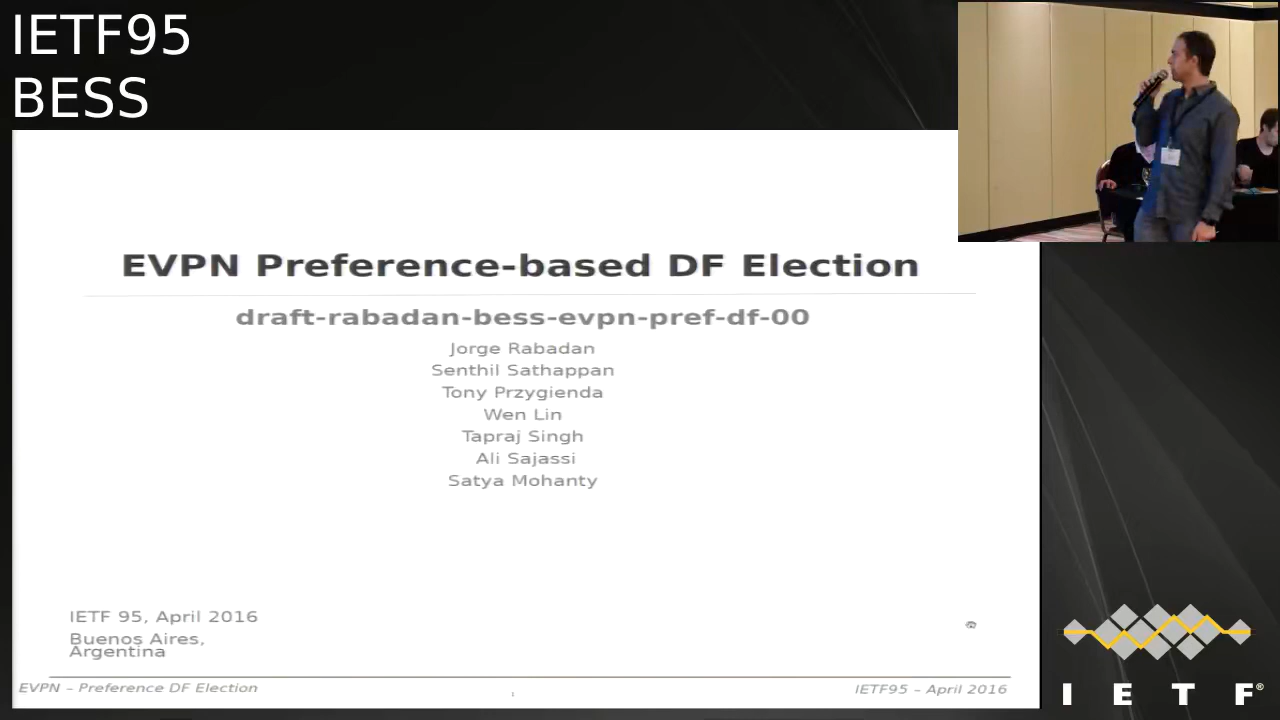 IETF95
BESS
EVPN Preference-based DF Election
draft-rabadan-bess-evpn-pref-df-00
Jorge Rabadan
Senthil Sathappan
Tony Przygienda
Wen Lin
Tapraj Singh
Ali Sajassi
Satya Mohanty
IETF 95, April 2016
Buenos Aires,
Argentina
EVPN – Preference DF Election
1
IETF95 – April 2016
I E T F®